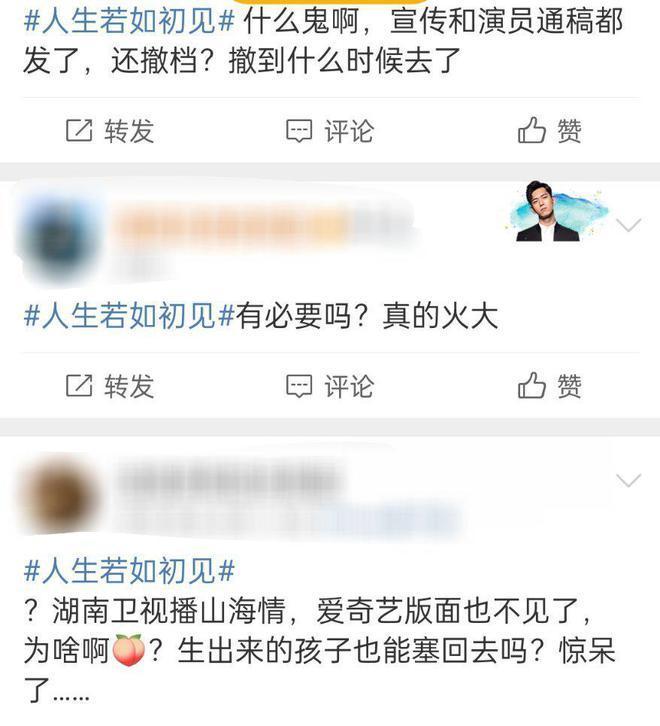 #人生若如初见# 什么鬼啊，宣传和演员通稿都
发了，还撤档？撤到什么时候去了
转发 评论 赞
#人生若如初见#有必要吗？真的火大
转发 评论 赞
#人生若如初见#
？湖南卫视播山海情，爱奇艺版面也不见了，
为啥啊🍑？生出来的孩子也能塞回去吗？惊呆
了……